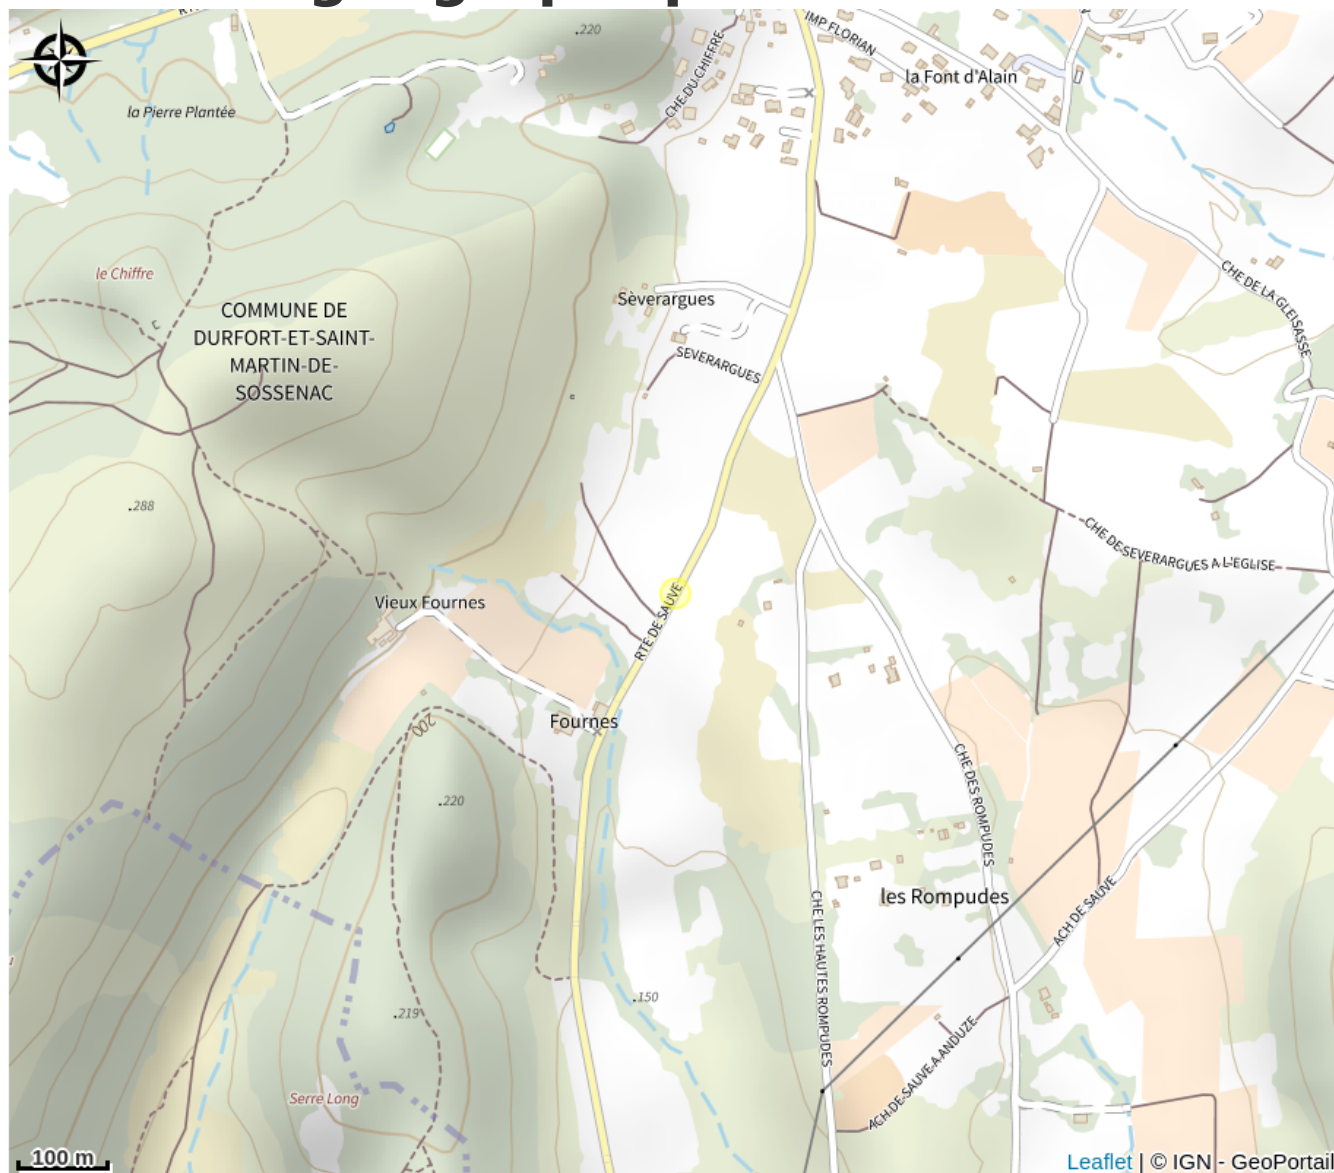 220
IMP FLORIAN
CHE DU CHIFFRE
la Font d'Alain
la Pierre Plantée
le Chiffre
CHE DE LA GLEISASSE
COMMUNE DE
DURFORT-ET-SAINT-
MARTIN-DE-
SOSSENAC
Sèverargues
SEVERARGUES
288
CHE DE SEVERARGUES A L'EGLISE
Vieux Fournes
RTE DE SAUVE
Fournes
200
220
CHE DES ROMPUDES
les Rompudes
CHE LES HAUTES ROMPUDES
ACH DE SAUVE
150
219
ACH-DE-SAUVE-A-ANDUZE
Serre Long
100 m
Leaflet | © IGN - GeoPortail